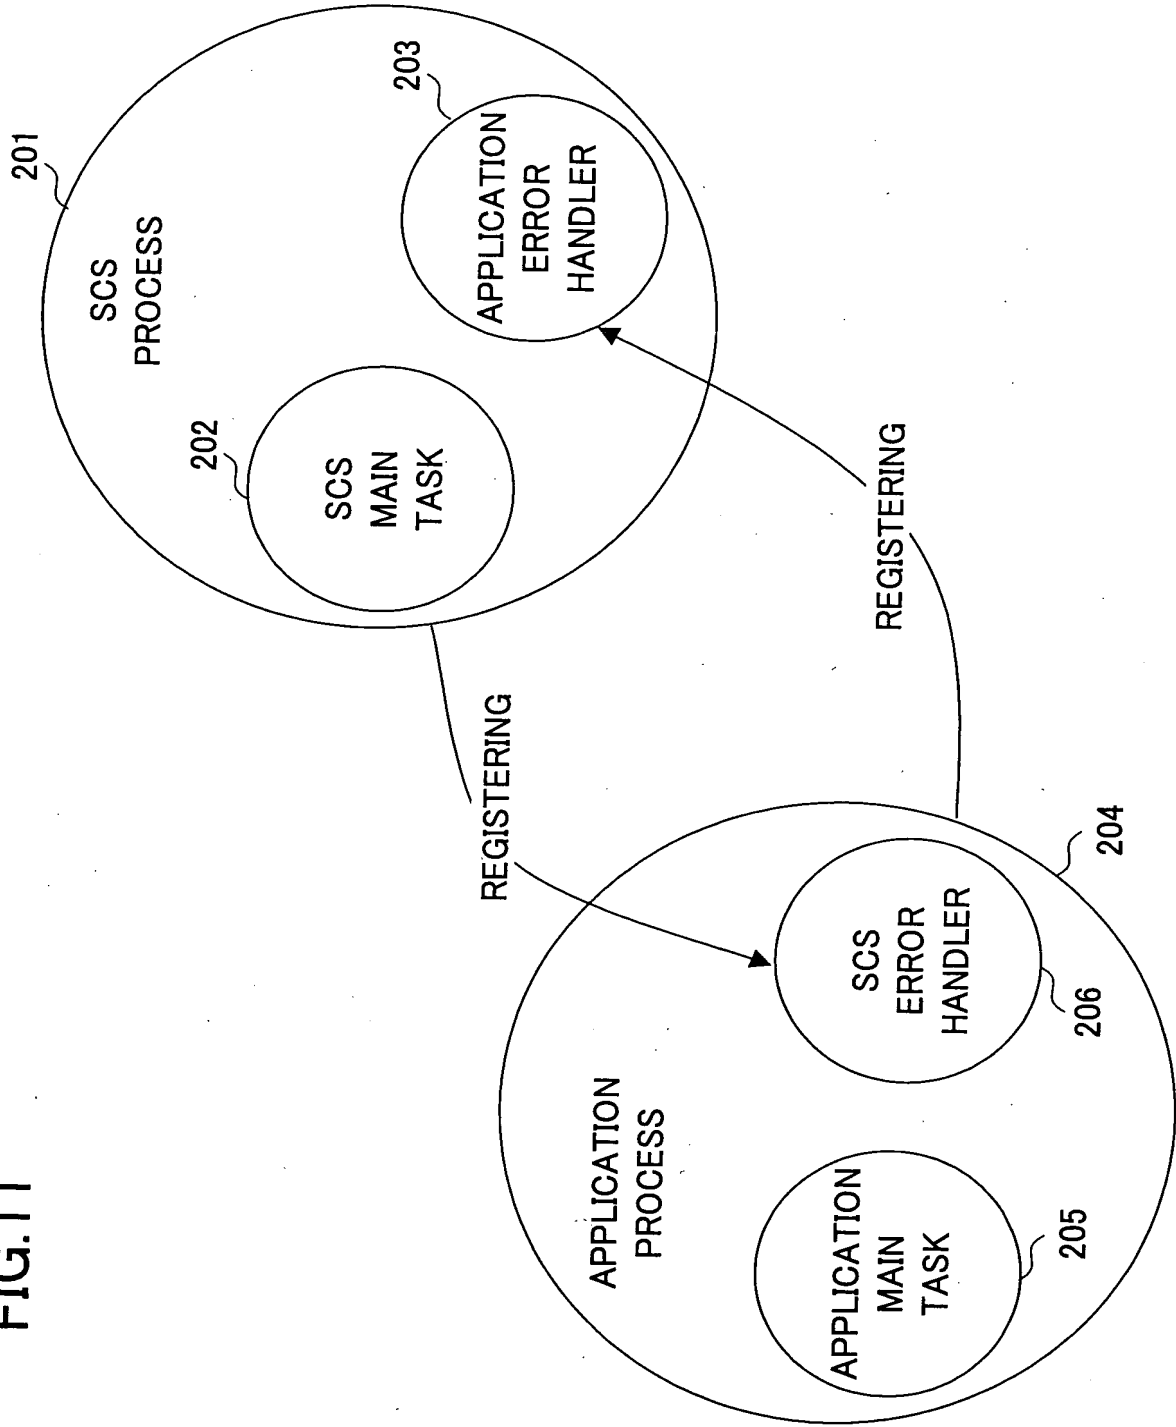 FIG.11
201
SCS
PROCESS
202
SCS
MAIN
TASK
203
APPLICATION
ERROR
HANDLER
REGISTERING
REGISTERING
APPLICATION
PROCESS
204
APPLICATION
MAIN
TASK
205
SCS
ERROR
HANDLER
206